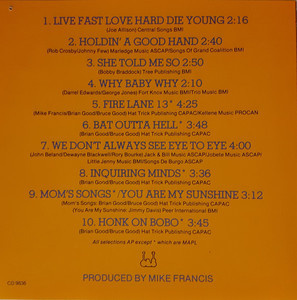 1. LIVE FAST LOVE HARD DIE YOUNG 2:16
(Joe Allison) Central Songs BMI
2. HOLDIN' A GOOD HAND 2:40
(Rob Crosby/Johnny Few) Marledge Music ASCAP/Songs Of Grand Coalition BMI
3. SHE TOLD ME SO 2:50
(Bobby Braddock) Tree Publishing BMI
4. WHY BABY WHY 2:10
(Darrel Edwards/George Jones) Fort Knox Music BMI/Trio Music BMI
5. FIRE LANE 13* 4:25
(Mike Francis/Brian Good/Bruce Good) Hat Trick Publishing CAPAC/Kellarie Music PROCAN
6. BAT OUTTA HELL* 3:48
(Brian Good/Bruce Good) Hat Trick Publishing CAPAC
7. WE DON'T ALWAYS SEE EYE TO EYE 4:00
(John Beland/Dwayne Blackwell/Rory Bourke) Jack & Bill Music ASCAP/Jobete Music ASCAP/
Little Jenny Music BMI/Songs De Burgo ASCAP
8. INQUIRING MINDS* 3:36
(Brian Good/Bruce Good) Hat Trick Publishing CAPAC
9. MOM'S SONGS*/YOU ARE MY SUNSHINE 3:12
(Mom's Songs: Brian Good/Bruce Good) Hat Trick Publishing CAPAC
(You Are My Sunshine: Jimmy David) Peer International BMI
10. HONK ON BOBO* 3:45
(Brian Good/Bruce Good) Hat Trick Publishing CAPAC
All selections AP except * which are MAPL
PRODUCED BY MIKE FRANCIS